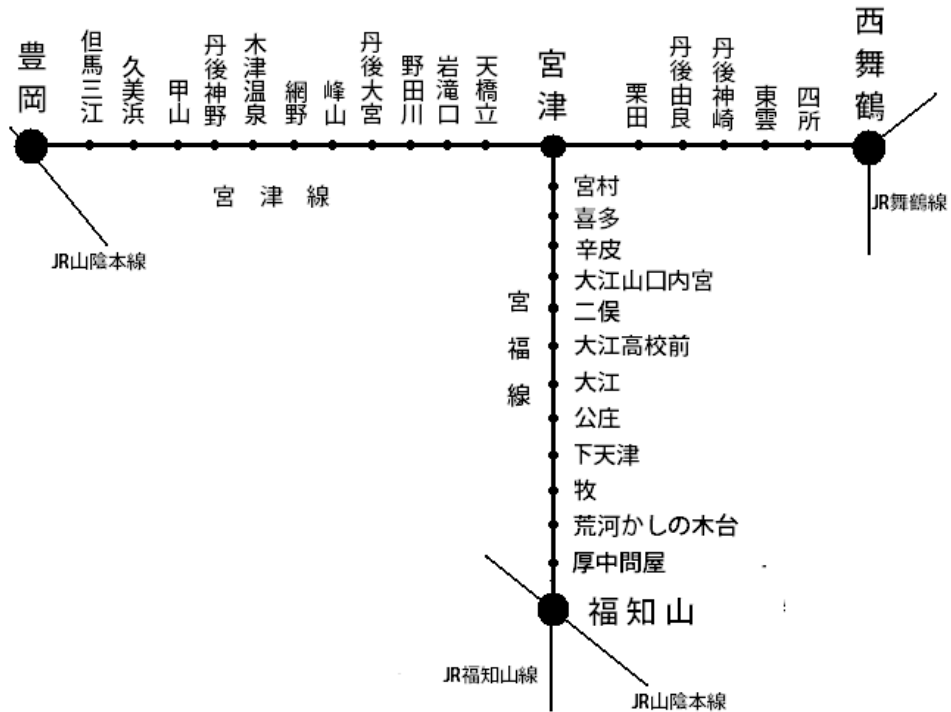 豊岡
但馬三江
久美浜
甲山
丹後神野
木津温泉
網野
峰山
丹後大宮
野田川
岩滝口
天橋立
宮津
栗田
丹後由良
丹後神崎
東雲
四所
西舞鶴
宮津線
JR山陰本線
JR舞鶴線
宮村
喜多
辛皮
大江山口内宮
二俣
大江高校前
大江
公庄
下天津
牧
荒河かしの木台
厚中問屋
宮福線
福知山
JR福知山線
JR山陰本線